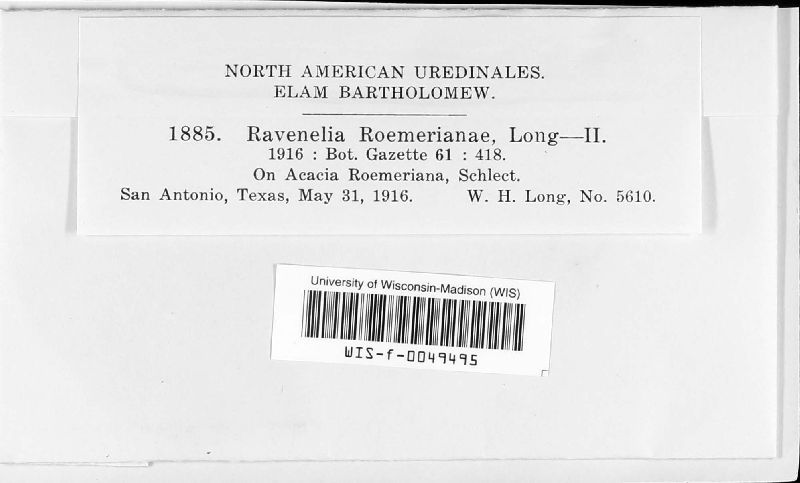 NORTH AMERICAN UREDINALES.
ELAM BARTHOLOMEW.
1885. Ravenelia Roemerianae, Long—II.
1916 : Bot. Gazette 61 : 418.
On Acacia Roemeriana, Schlect.
San Antonio, Texas, May 31, 1916. W. H. Long, No. 5610.
University of Wisconsin-Madison (WIS)
WIS-f-0049495